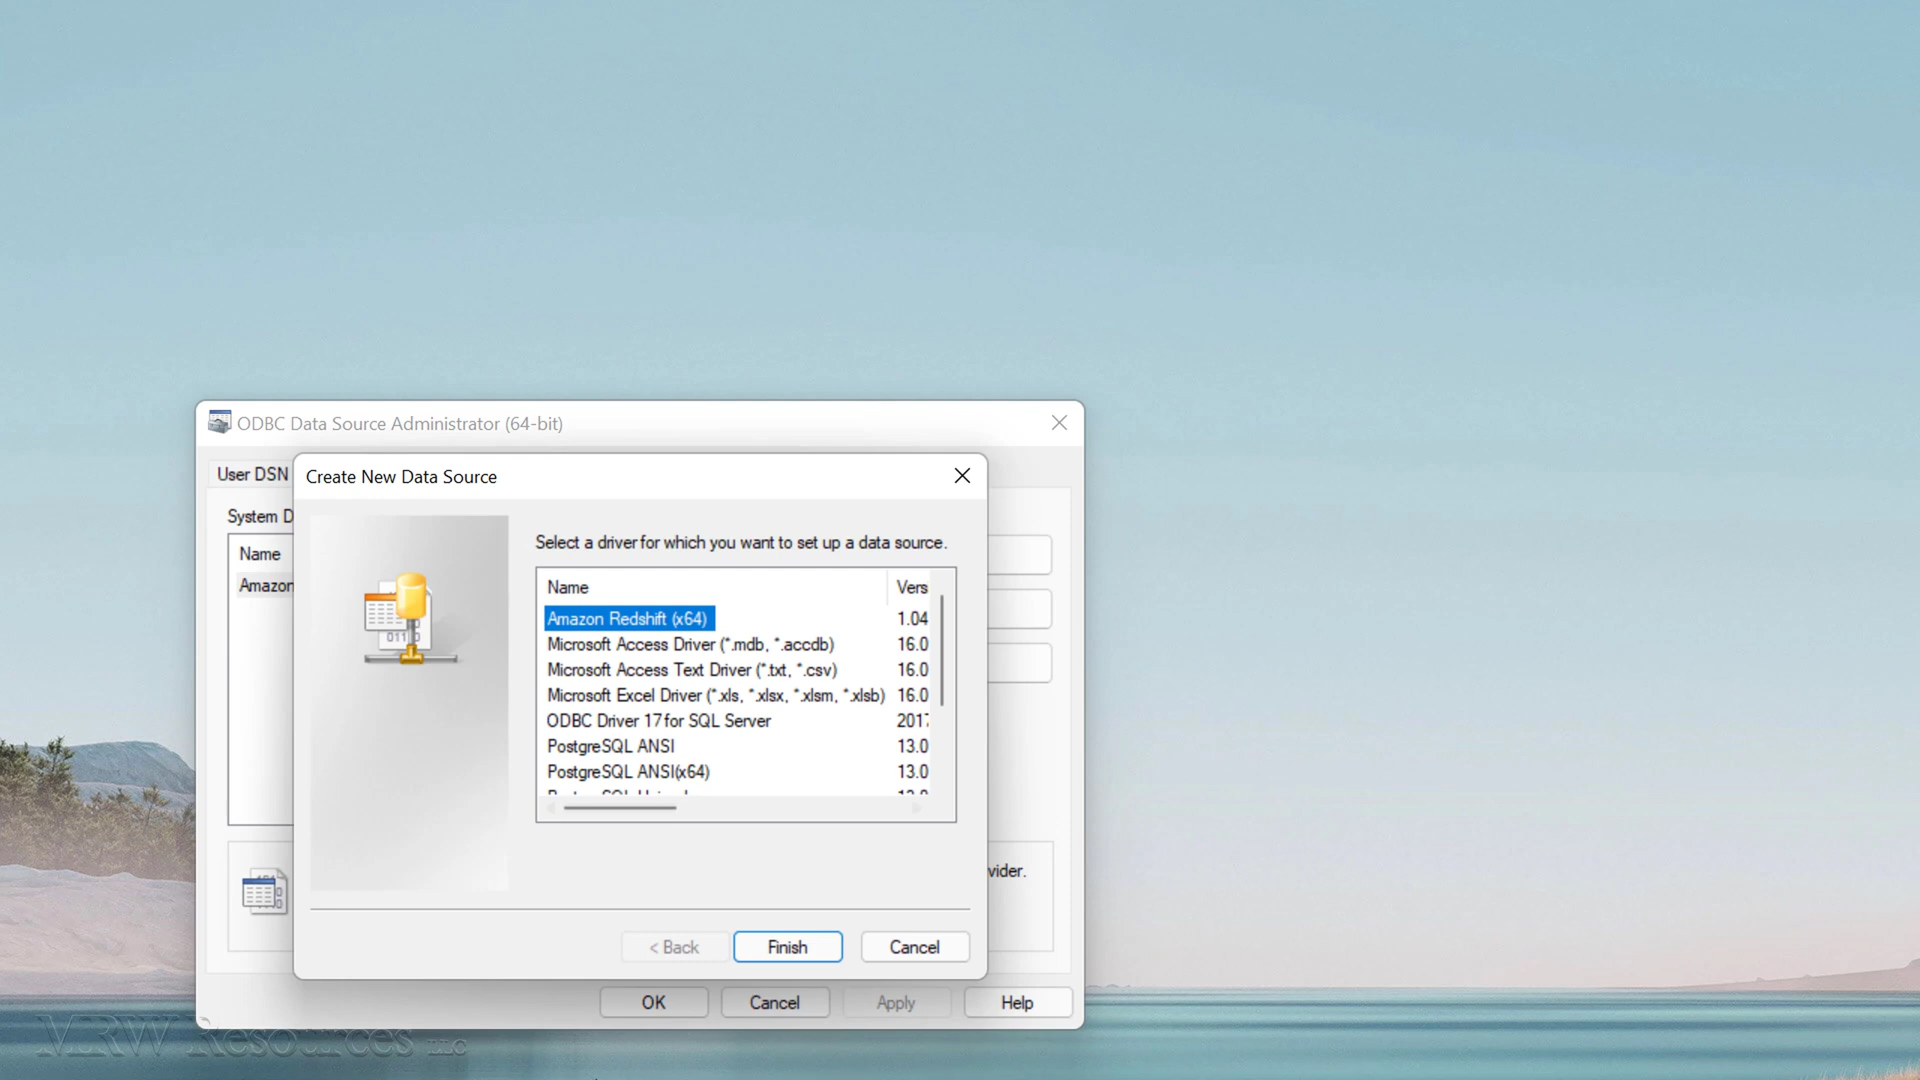 ODBC Data Source Administrator (64-bit)
User DSN
Create New Data Source
System D
Select a driver for which you want to set up a data source.
Name
Amazon
Name Vers
Amazon Redshift (x64) 1.04
Microsoft Access Driver (*.mdb, *.accdb) 16.0
Microsoft Access Text Driver (*.txt, *.csv) 16.0
Microsoft Excel Driver (*.xls, *.xlsx, *.xlsm, *.xlsb) 16.0
ODBC Driver 17 for SQL Server 2017
PostgreSQL ANSI 13.0
PostgreSQL ANSI(x64) 13.0
vider.
< Back Finish Cancel
OK Cancel Apply Help
MRW Resources LLC